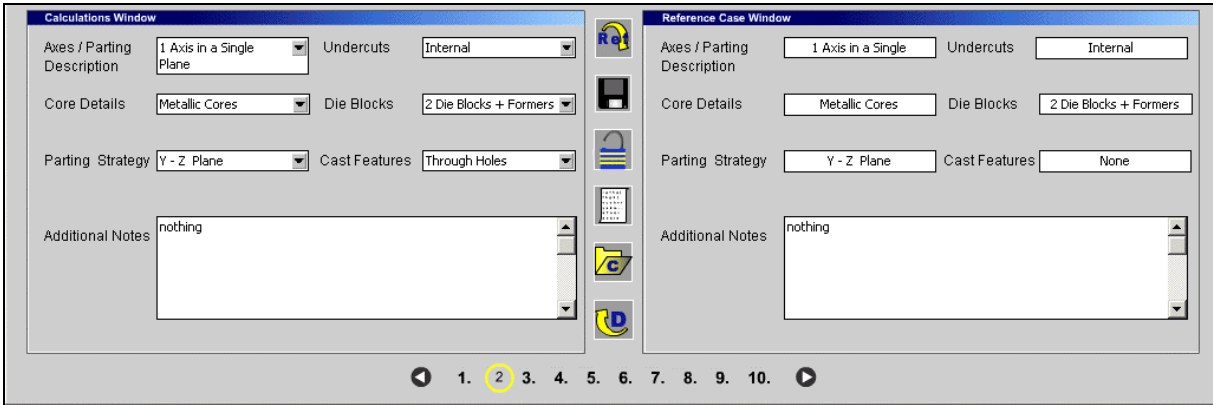 Calculations Window
Axes / Parting Description
1 Axis in a Single Plane
Undercuts
Internal
Core Details
Metallic Cores
Die Blocks
2 Die Blocks + Formers
Parting Strategy
Y - Z Plane
Cast Features
Through Holes
Additional Notes
nothing
Ret
C
D
Reference Case Window
Axes / Parting Description
1 Axis in a Single
Undercuts
Internal
Core Details
Metallic Cores
Die Blocks
2 Die Blocks + Formers
Parting Strategy
Y - Z Plane
Cast Features
None
Additional Notes
nothing
1. 2 3. 4. 5. 6. 7. 8. 9. 10.